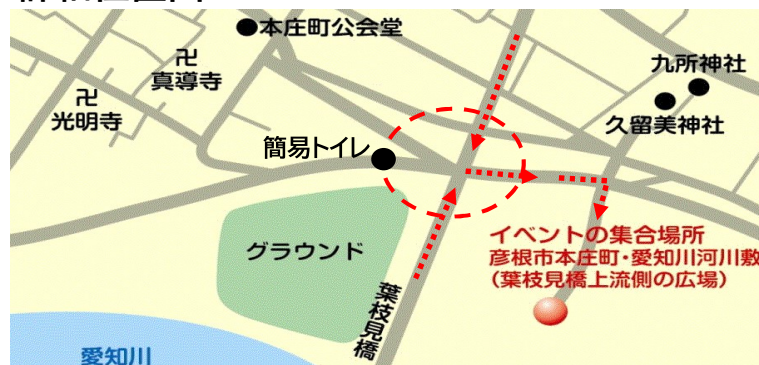 本庄町公会堂
卍
真導寺
卍
光明寺
九所神社
久留美神社
簡易トイレ
グラウンド
イベントの集合場所
彦根市本庄町・愛知川河川敷
（葉枝見橋上流側の広場）
葉枝見橋
愛知川